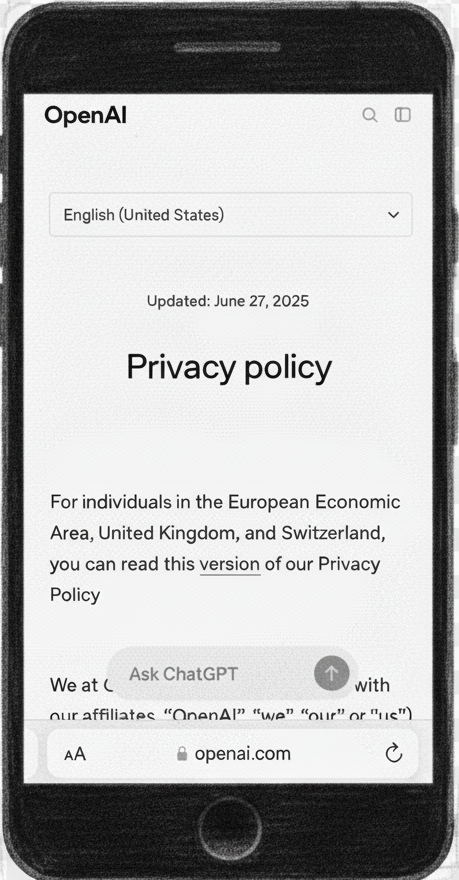 OpenAI
English (United States)
Updated: June 27, 2025
Privacy policy
For individuals in the European Economic
Area, United Kingdom, and Switzerland,
you can read this version of our Privacy
Policy
Ask ChatGPT
We at with
our affiliates, “OpenAI”, “we”, “our” or "us")
AA openai.com